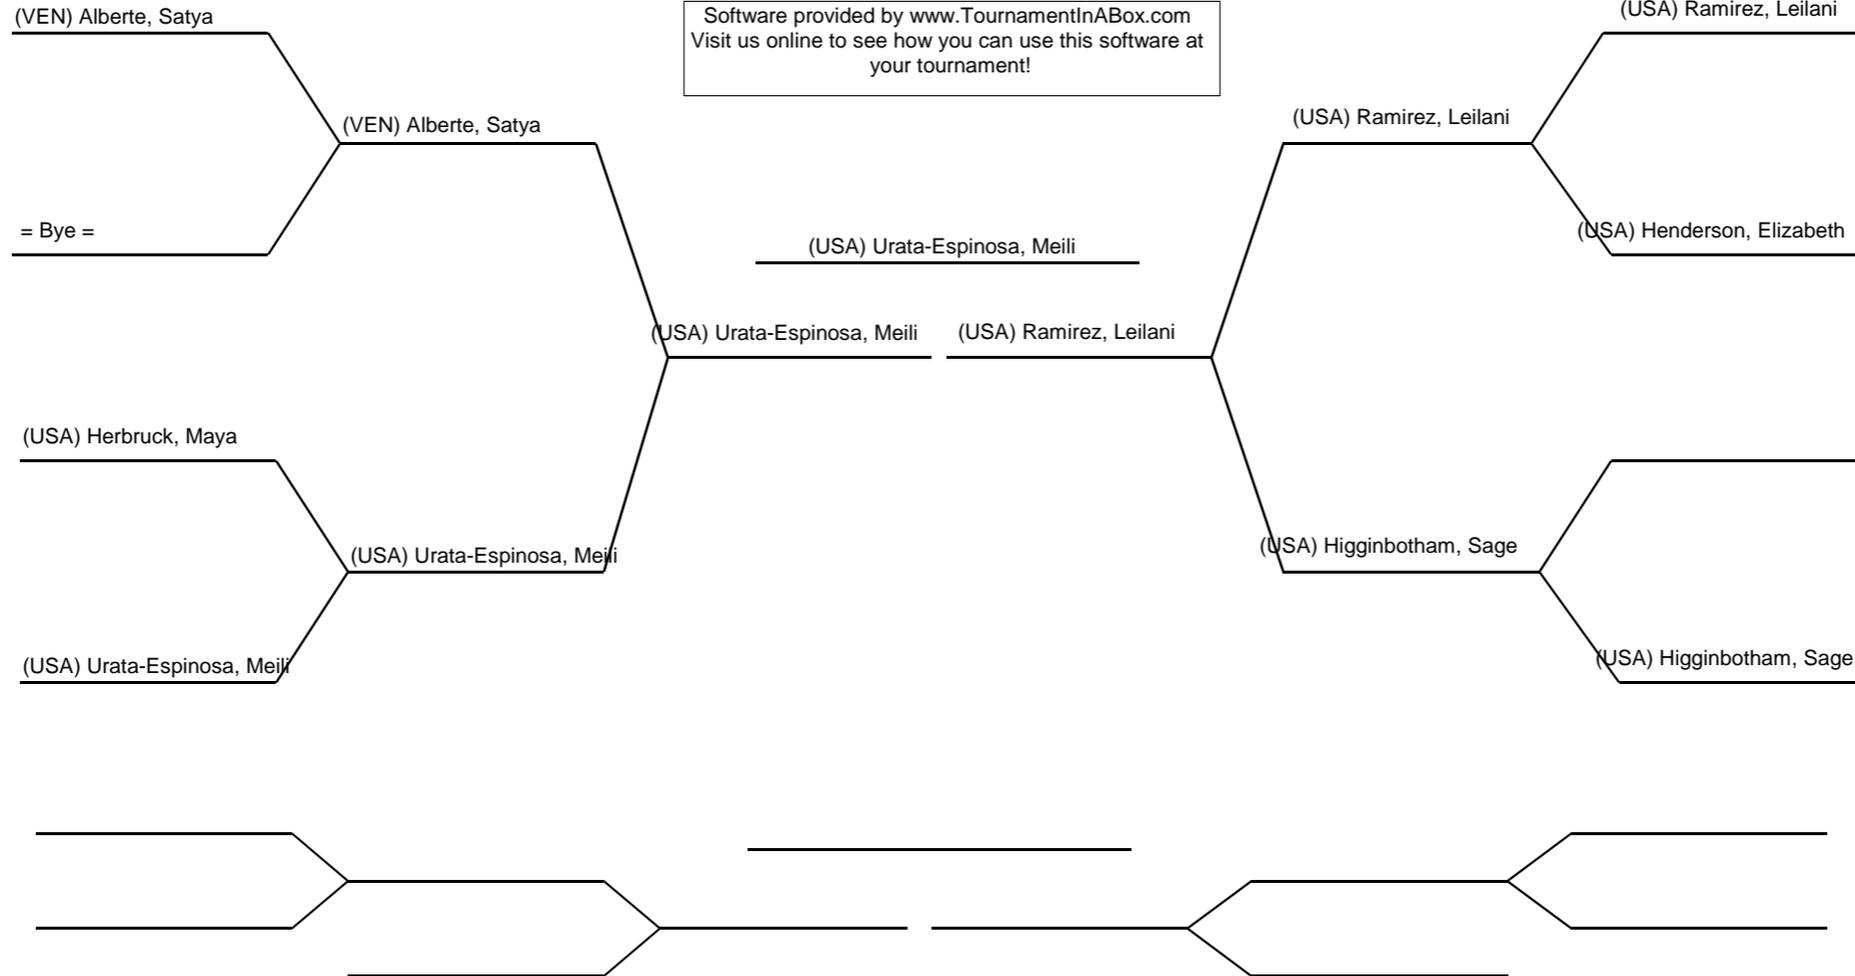 (VEN) Alberte, Satya
Software provided by www.TournamentInABox.com
Visit us online to see how you can use this software at
your tournament!
(USA) Ramirez, Leilani
(VEN) Alberte, Satya
(USA) Ramirez, Leilani
= Bye =
(USA) Urata-Espinosa, Meili
(USA) Henderson, Elizabeth
(USA) Urata-Espinosa, Meili
(USA) Ramirez, Leilani
(USA) Herbruck, Maya
(USA) Urata-Espinosa, Meili
(USA) Higginbotham, Sage
(USA) Urata-Espinosa, Meili
(USA) Higginbotham, Sage